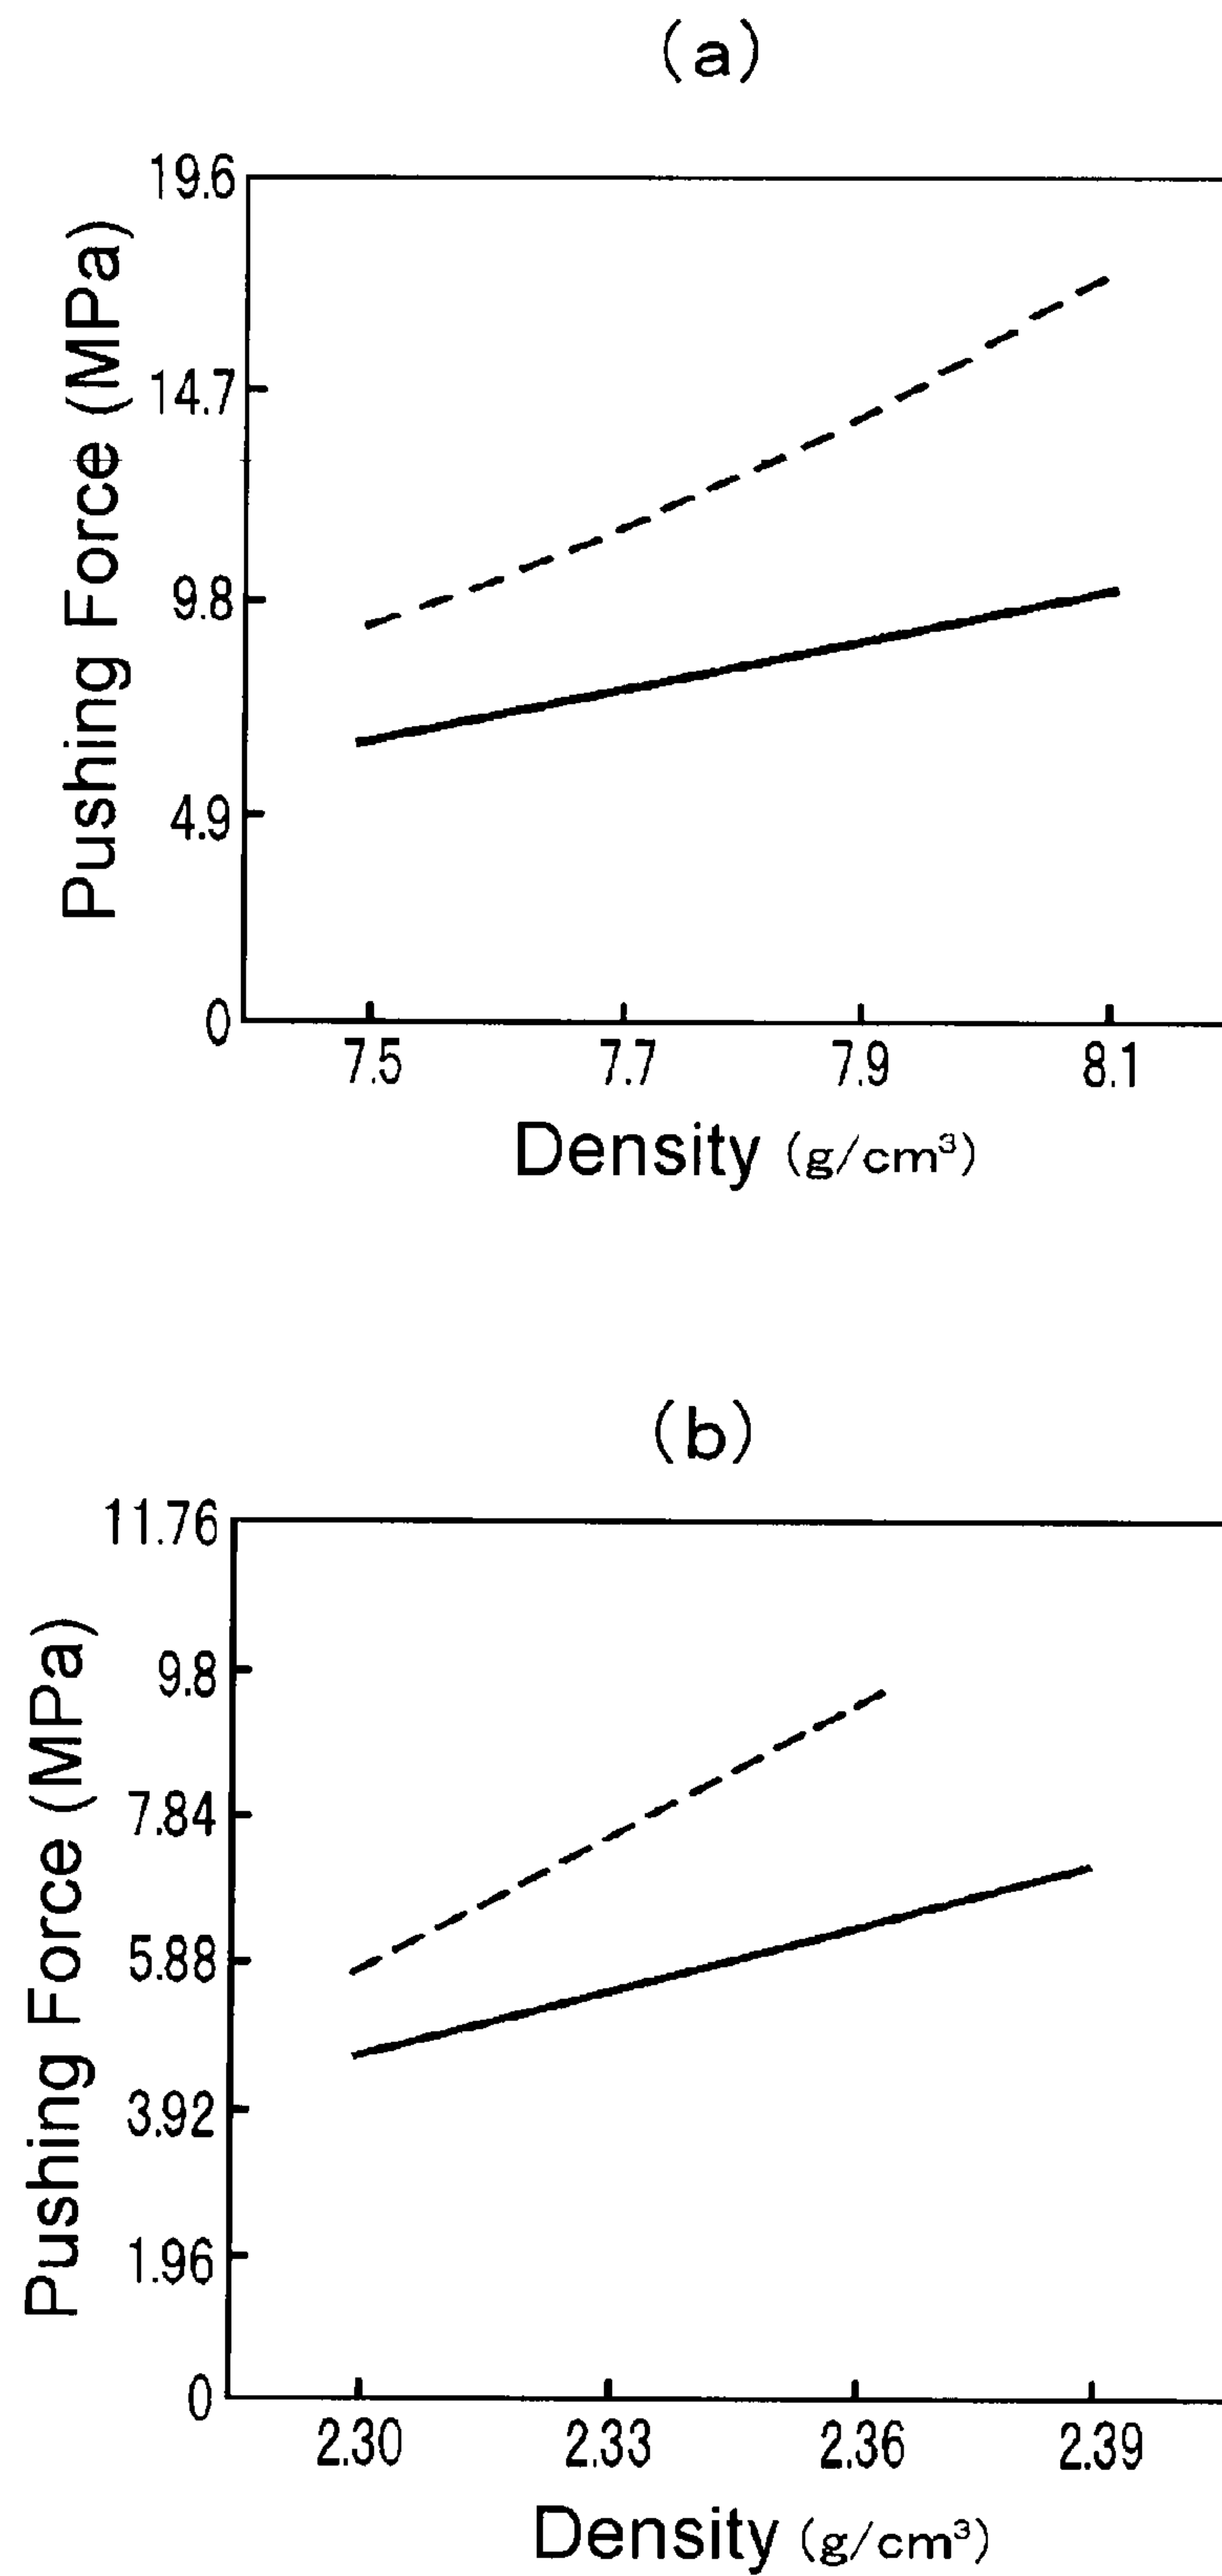 (a)
Pushing Force (MPa)
19.6
14.7
9.8
4.9
0
7.5 7.7 7.9 8.1
Density (g/cm³)
(b)
Pushing Force (MPa)
11.76
9.8
7.84
5.88
3.92
1.96
0
2.30 2.33 2.36 2.39
Density (g/cm³)